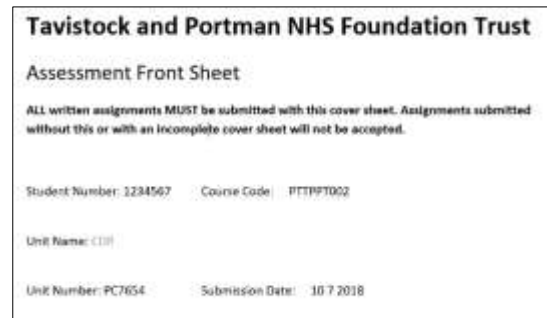 Tavistock and Portman NHS Foundation Trust
Assessment Front Sheet
ALL written assignments MUST be submitted with this cover sheet. Assignments submitted
without this or with an incomplete cover sheet will not be accepted.
Student Number: 1234567 Course Code: PTTPPT002
Unit Name:
Unit Number: PC7654 Submission Date: 10 7 2018